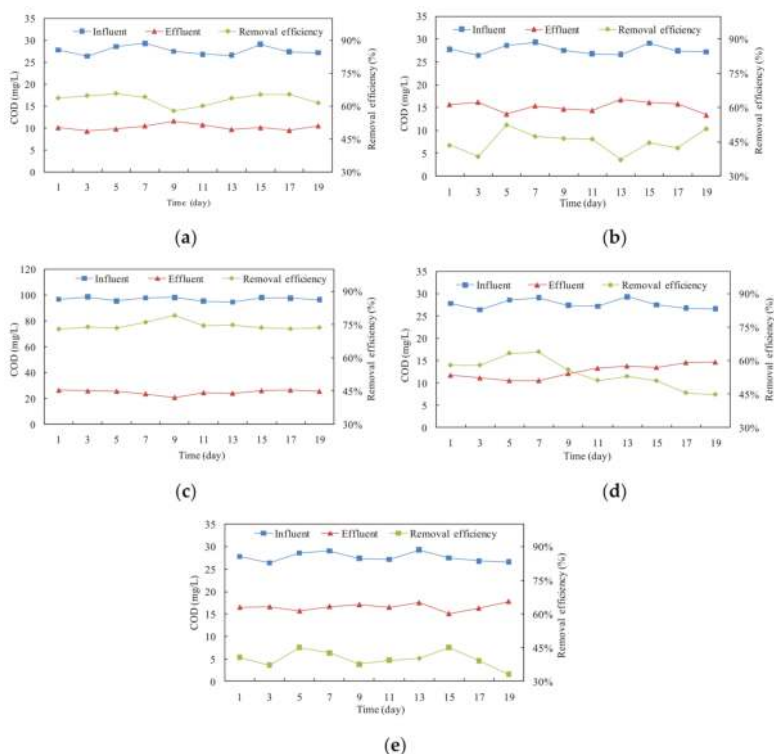 Influent Effluent Removal efficiency
COD (mg/L)
35
30
25
20
15
10
5
0
90%
75%
60%
45%
30%
Removal efficiency (%)
1 3 5 7 9 11 13 15 17 19
Time (day)
(a)
Influent Effluent Removal efficiency
COD (mg/L)
35
30
25
20
15
10
5
0
90%
75%
60%
45%
30%
Removal efficiency (%)
1 3 5 7 9 11 13 15 17 19
Time (day)
(b)
Influent Effluent Removal efficiency
COD (mg/L)
120
100
80
60
40
20
0
90%
75%
60%
45%
30%
Removal efficiency (%)
1 3 5 7 9 11 13 15 17 19
Time (day)
(c)
Influent Effluent Removal efficiency
COD (mg/L)
35
30
25
20
15
10
5
0
90%
75%
60%
45%
30%
Removal efficiency (%)
1 3 5 7 9 11 13 15 17 19
Time (day)
(d)
Influent Effluent Removal efficiency
COD (mg/L)
35
30
25
20
15
10
5
0
90%
75%
60%
45%
30%
Removal efficiency (%)
1 3 5 7 9 11 13 15 17 19
Time (day)
(e)